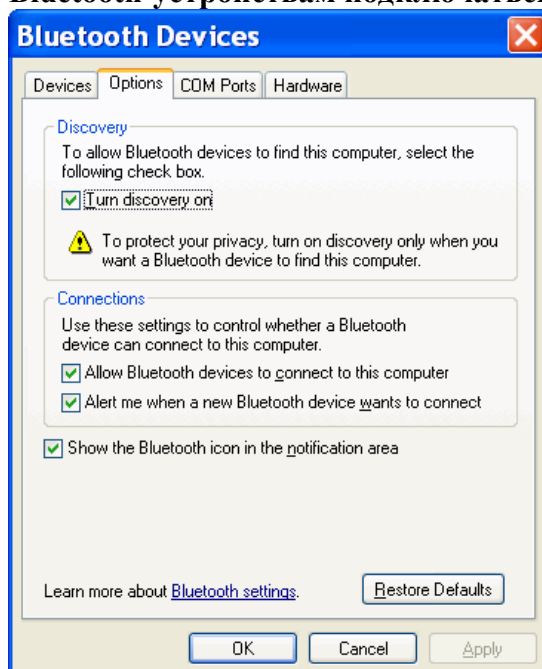 Bluetooth-устройствам подключаться
Bluetooth Devices
Devices Options COM Ports Hardware
Discovery
To allow Bluetooth devices to find this computer, select the
following check box.
Turn discovery on
To protect your privacy, turn on discovery only when you
want a Bluetooth device to find this computer.
Connections
Use these settings to control whether a Bluetooth
device can connect to this computer.
Allow Bluetooth devices to connect to this computer
Alert me when a new Bluetooth device wants to connect
Show the Bluetooth icon in the notification area
Learn more about Bluetooth settings. Restore Defaults
OK Cancel Apply